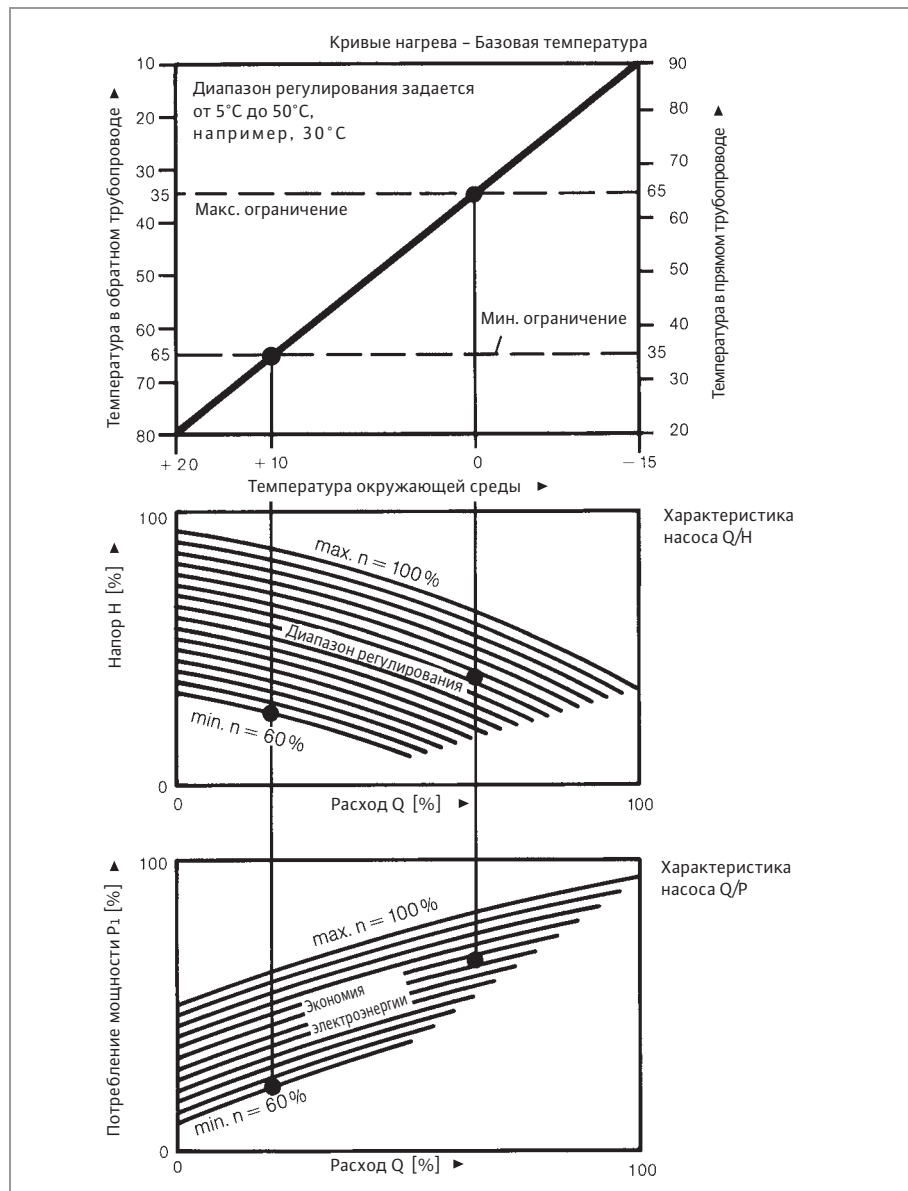 Кривые нагрева – Базовая температура
Диапазон регулирования задается
от 5°C до 50°C,
например, 30°C
Температура в обратном трубопроводе ►
10
20
30
35
40
50
60
65
70
80
Макс. ограничение
Мин. ограничение
90
80
70
65
60
50
40
35
30
20
Температура в прямом трубопроводе ►
+20
+10
0
–15
Температура окружающей среды ►
Характеристика
насоса Q/H
Напор H [%] ►
100
0
max. n = 100%
Диапазон регулирования
min. n = 60%
0
Расход Q [%] ►
100
Характеристика
насоса Q/P
Потребление мощности P1 [%] ►
100
0
max. n = 100%
Экономия
электроэнергии
min. n = 60%
0
Расход Q [%] ►
100